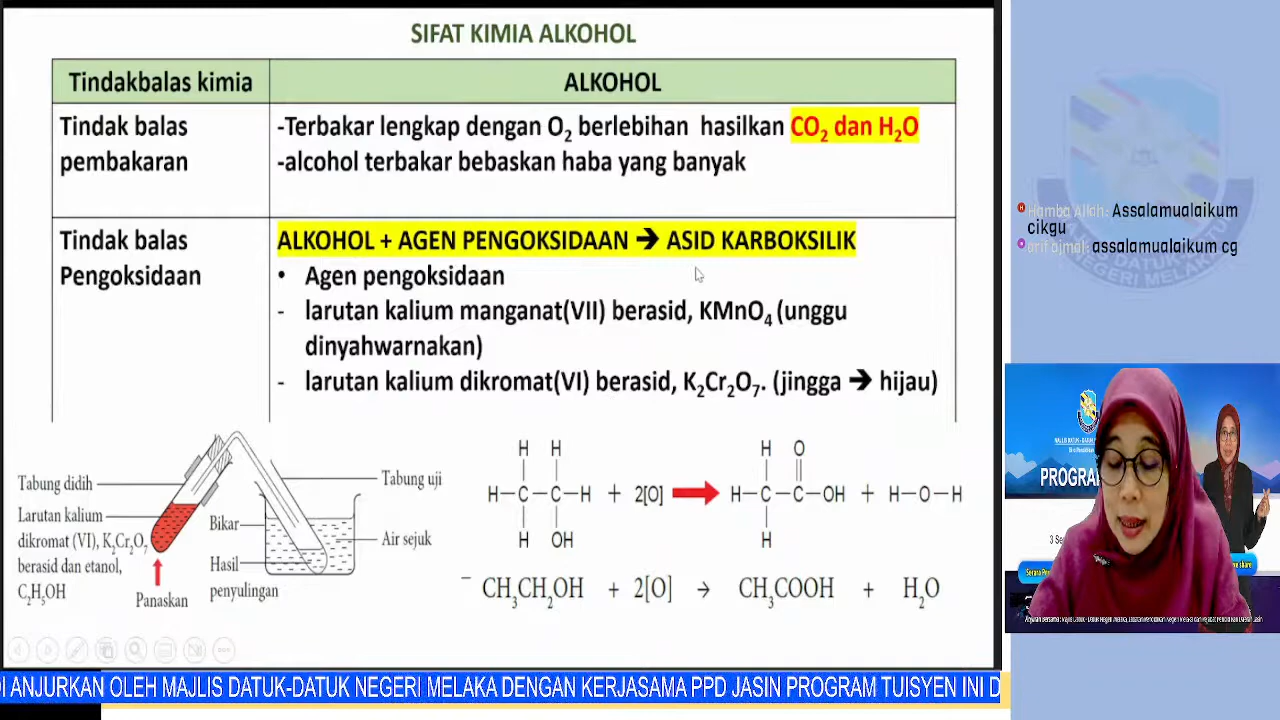 SIFAT KIMIA ALKOHOL
Tindakbalas kimia
ALKOHOL
Tindak balas
pembakaran
-Terbakar lengkap dengan O₂ berlebihan hasilkan CO₂ dan H₂O
-alcohol terbakar bebaskan haba yang banyak
Tindak balas
Pengoksidaan
ALKOHOL + AGEN PENGOKSIDAAN ➔ ASID KARBOKSILIK
• Agen pengoksidaan
- larutan kalium manganat(VII) berasid, KMnO₄ (unggu
dinyahwarnakan)
- larutan kalium dikromat(VI) berasid, K₂Cr₂O₇. (jingga ➔ hijau)
Tabung didih
Larutan kalium
dikromat (VI), K₂Cr₂O₇
berasid dan etanol,
C₂H₅OH
Panaskan
Bikar
Hasil
penyulingan
Tabung uji
Air sejuk
H H
H–C–C–H + 2[O] ➔
H OH
H O
H–C–C–OH + H–O–H
H
CH₃CH₂OH + 2[O] → CH₃COOH + H₂O
Hamba Allah: Assalamualaikum
cikgu
arif ajmal: assalamualaikum cg
PROGRA
ANJURKAN OLEH MAJLIS DATUK-DATUK NEGERI MELAKA DENGAN KERJASAMA PPD JASIN PROGRAM TUISYEN INI D